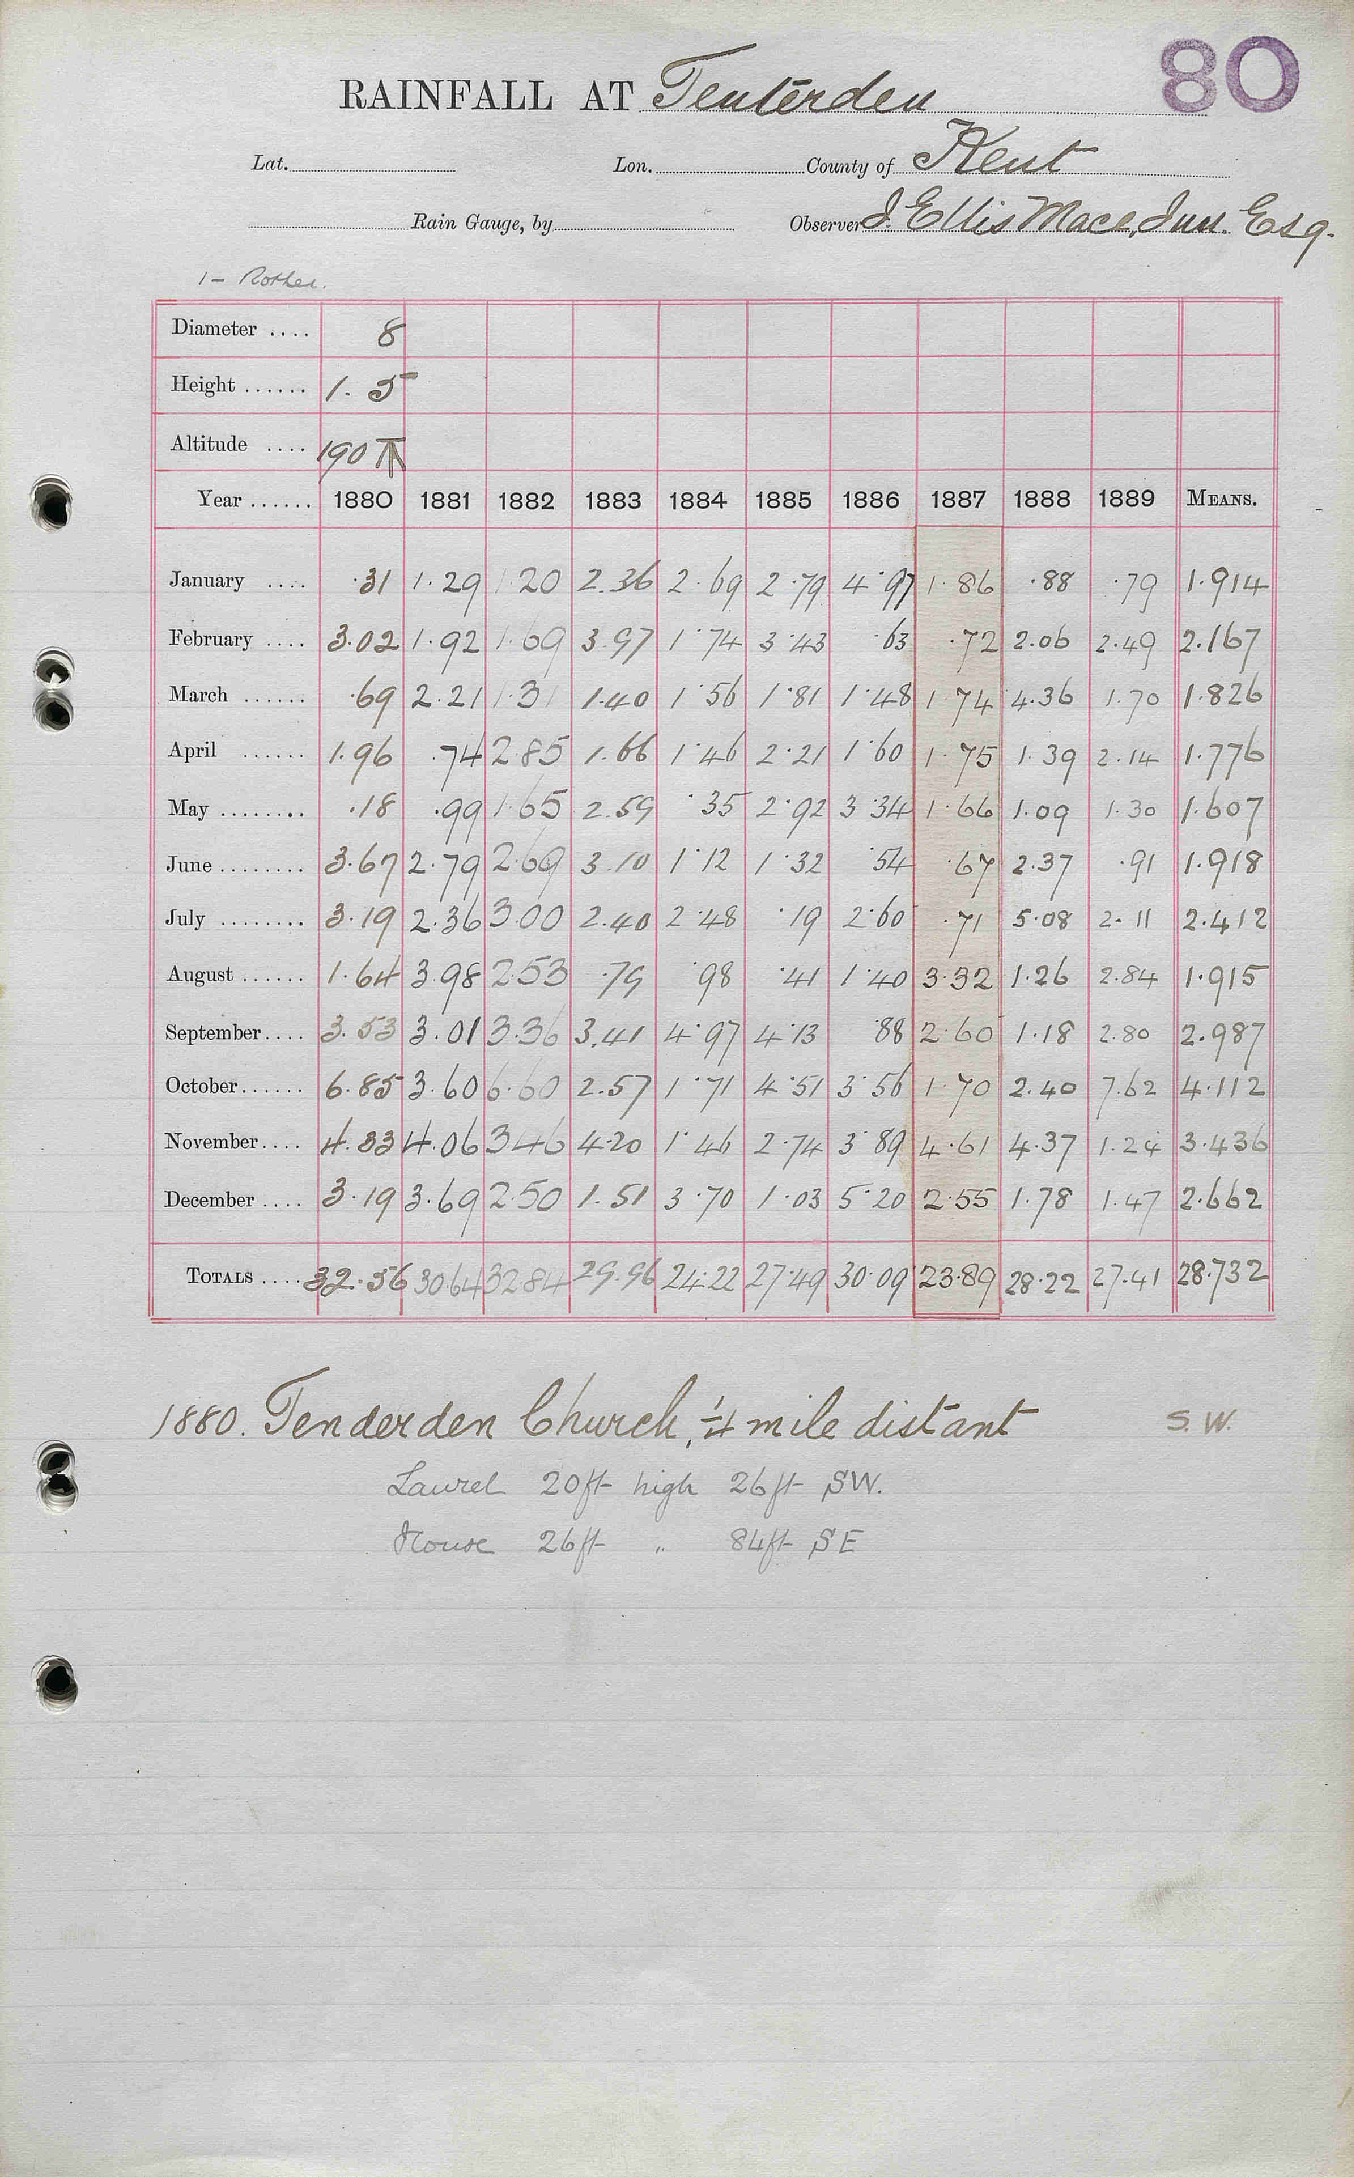 80
RAINFALL AT Tenterden
Lat. Lon. County of Kent
Rain Gauge, by Observer J. Ellis Mace, Jun. Esq.
1 - Rother.
Diameter .... 8
Height ...... 1. 5
Altitude .... 190 T
Year ...... 1880 1881 1882 1883 1884 1885 1886 1887 1888 1889 MEANS.
January .... .31 1.29 1.20 2.36 2.69 2.79 4.97 1.86 .88 .79 1.914
February .... 3.02 1.92 1.69 3.97 1.74 3.43 .63 .72 2.06 2.49 2.167
March ...... .69 2.21 1.31 1.40 1.56 1.81 1.48 1.74 4.36 1.70 1.826
April ...... 1.96 .74 2.85 1.66 1.46 2.21 1.60 1.75 1.39 2.14 1.776
May ........ .18 .99 1.65 2.59 .35 2.92 3.34 1.66 1.09 1.30 1.607
June ........ 3.67 2.79 2.69 3.10 1.12 1.32 .54 .67 2.37 .91 1.918
July ........ 3.19 2.36 3.00 2.40 2.48 .19 2.60 .71 5.08 2.11 2.412
August ...... 1.64 3.98 2.53 .79 .98 .41 1.40 3.32 1.26 2.84 1.915
September.... 3.53 3.01 3.36 3.41 4.97 4.13 .88 2.60 1.18 2.80 2.987
October...... 6.85 3.60 6.60 2.57 1.71 4.51 3.56 1.70 2.40 7.62 4.112
November.... 4.33 4.06 3.46 4.20 1.46 2.74 3.89 4.61 4.37 1.24 3.436
December .... 3.19 3.69 2.50 1.51 3.70 1.03 5.20 2.55 1.78 1.47 2.662
TOTALS .... 32.56 30.64 32.84 29.96 24.22 27.49 30.09 23.89 28.22 27.41 28.732
1880. Tenderden Church, ¼ mile distant S.W.
Laurel 20ft high 26ft SW.
House 26ft " 84ft SE